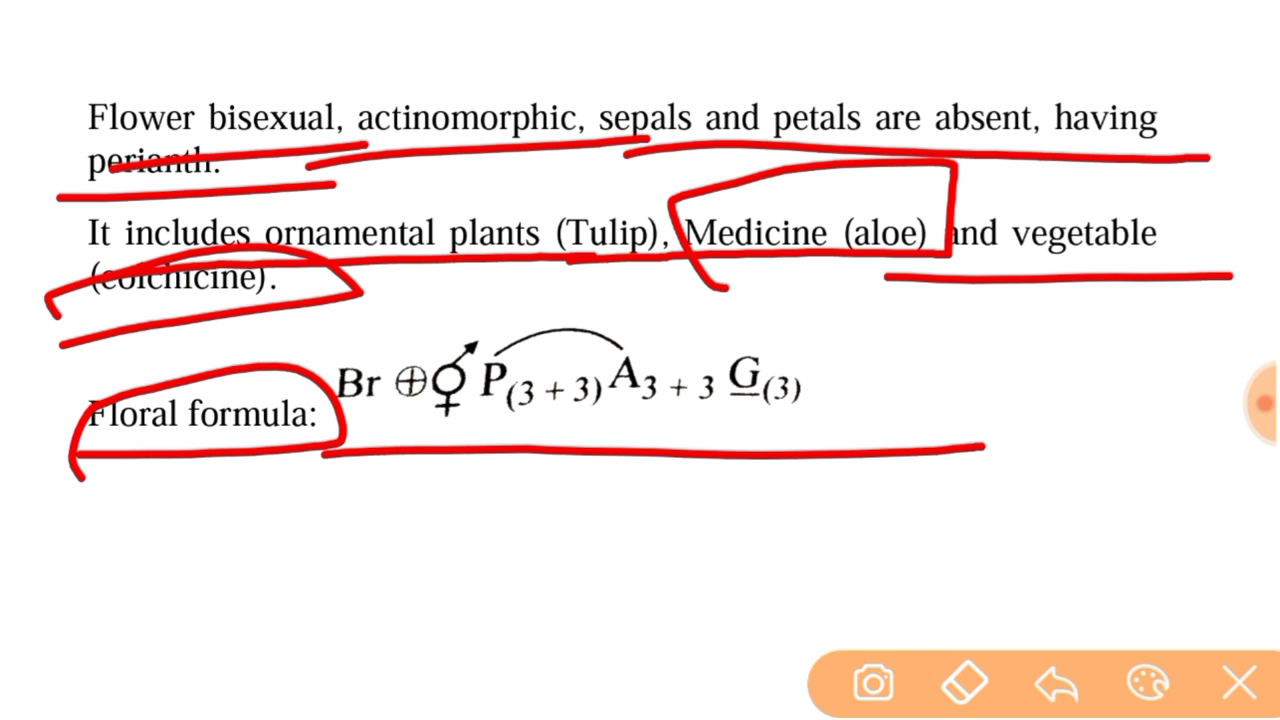 Flower bisexual, actinomorphic, sepals and petals are absent, having
perianth.
It includes ornamental plants (Tulip), Medicine (aloe) and vegetable
(colchicine).
Floral formula: Br ⊕⚥ P(3 + 3) A3 + 3 G(3)